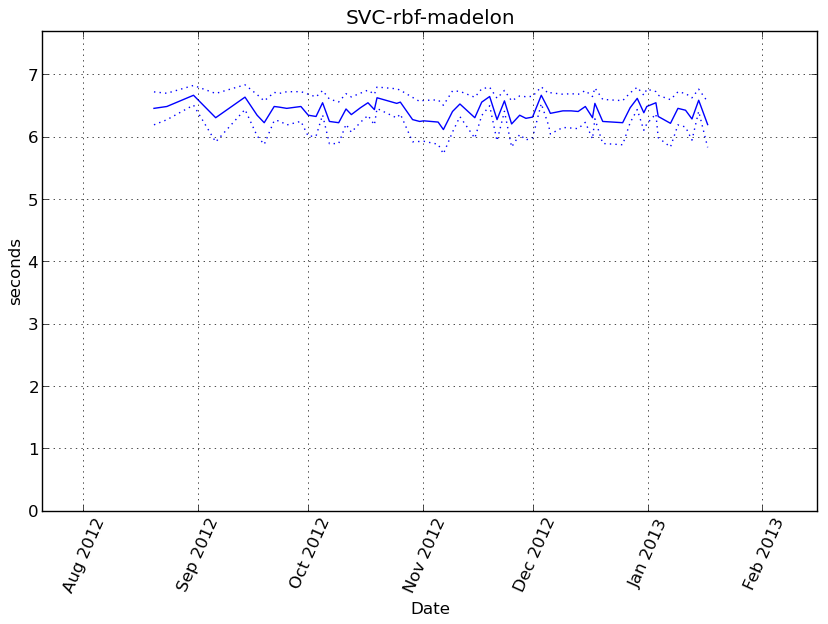 SVC-rbf-madelon
7
6
5
4
3
2
1
0
seconds
Aug 2012
Sep 2012
Oct 2012
Nov 2012
Dec 2012
Jan 2013
Feb 2013
Date